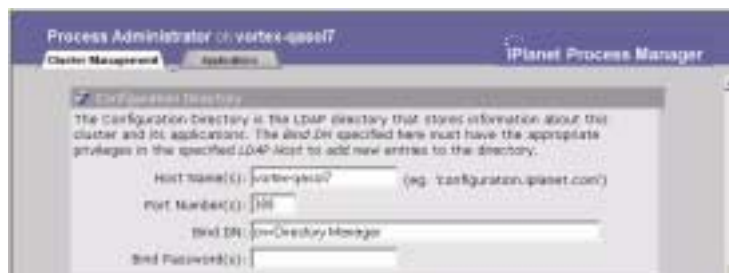 Process Administrator on vortex-qasol7
iPlanet Process Manager
Cluster Management
Applications
Configuration Directory
The Configuration Directory is the LDAP directory that stores information about this
cluster and its applications. The Bind DN specified here must have the appropriate
privileges in the specified LDAP Host to add new entries to the directory.
Host Name(s): vortex-qasol7 (eg. 'configuration.iplanet.com')
Port Number(s): 389
Bind DN: cn=Directory Manager
Bind Password(s):